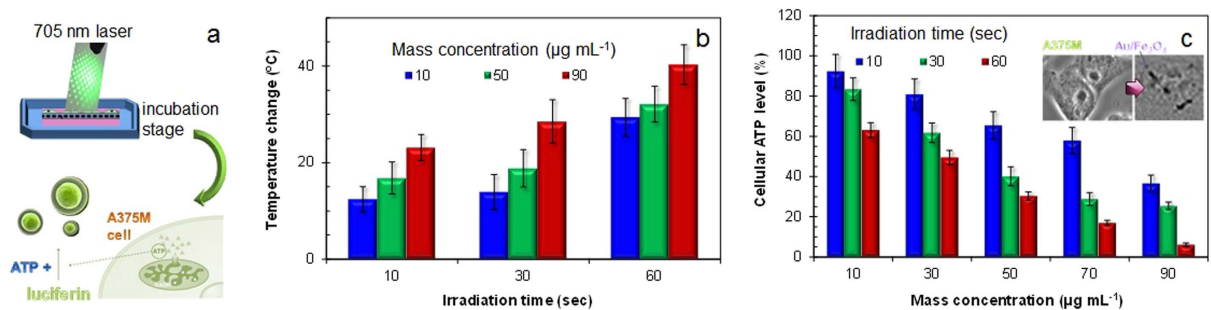 705 nm laser
a
incubation
stage
A375M
cell
ATP
ATP +
luciferin
b
Mass concentration (µg mL⁻¹)
10 50 90
Temperature change (°C)
40
20
0
10 30 60
Irradiation time (sec)
c
Irradiation time (sec)
10 30 60
A375M
Au/Fe₃O₄
Cellular ATP level (%)
120
100
80
60
40
20
0
10 30 50 70 90
Mass concentration (µg mL⁻¹)